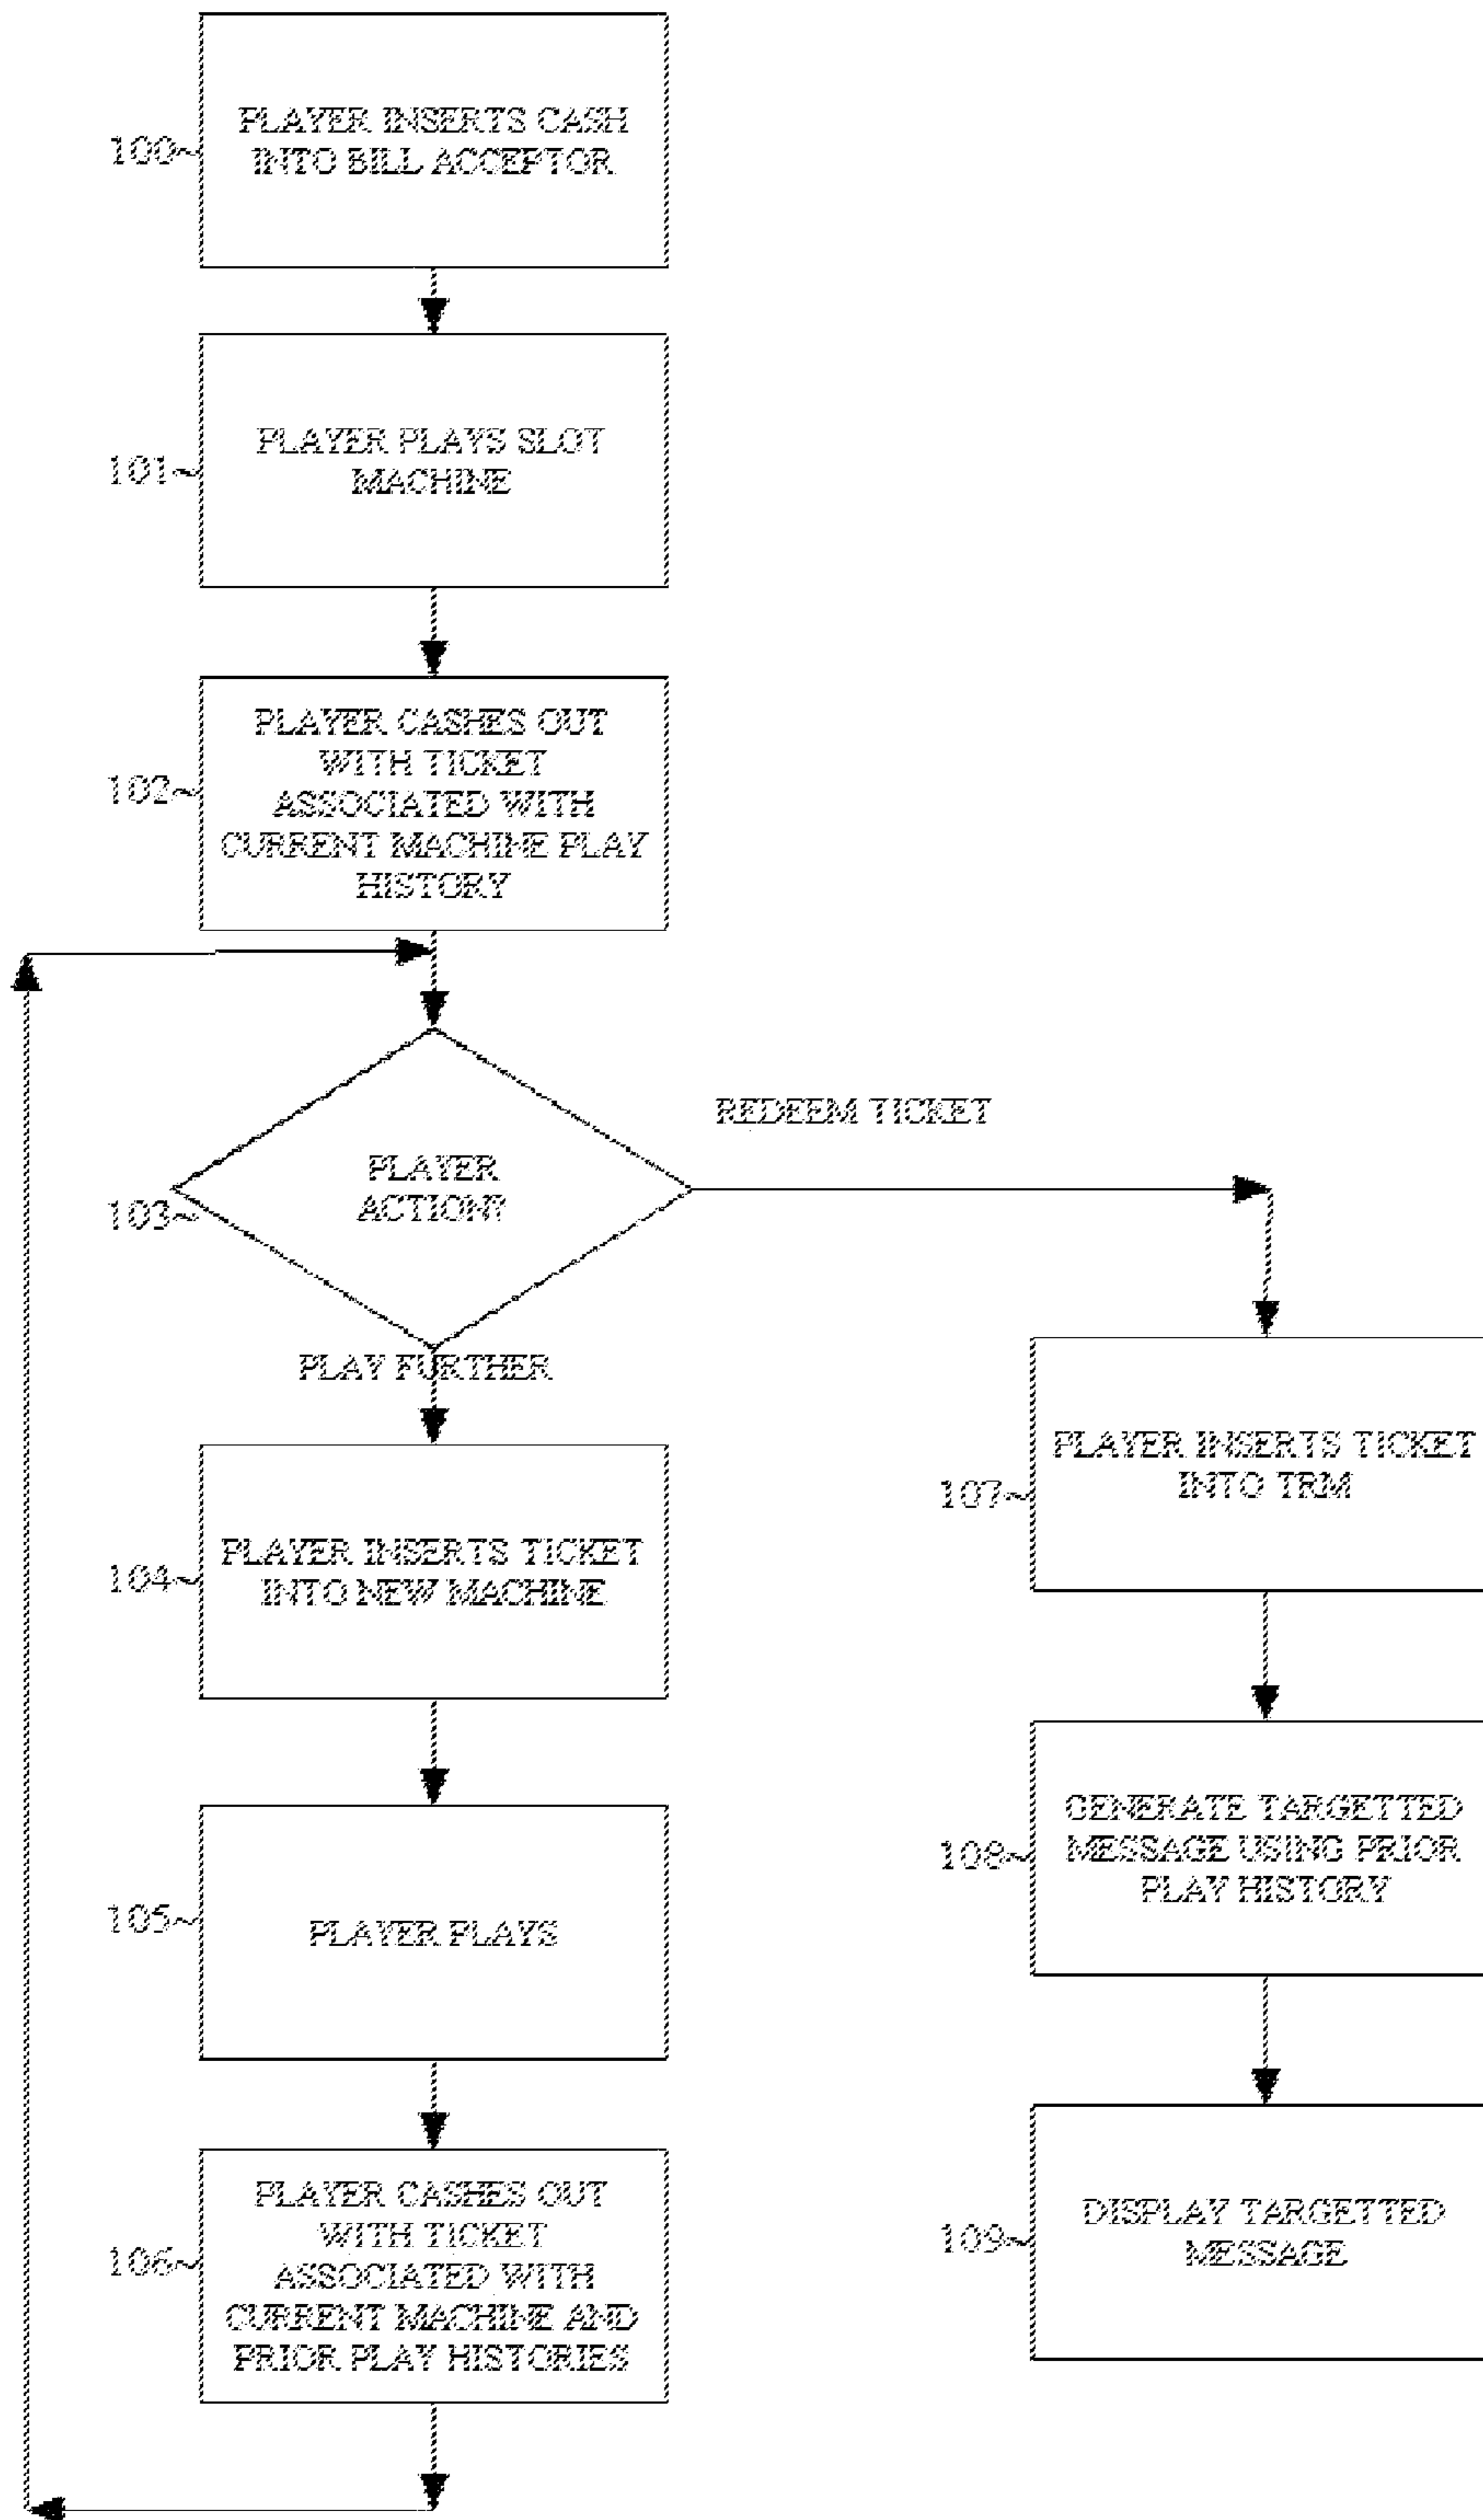 100~
PLAYER INSERTS CASH
INTO BILL ACCEPTOR
101~
PLAYER PLAYS SLOT
MACHINE
102~
PLAYER CASHES OUT
WITH TICKET
ASSOCIATED WITH
CURRENT MACHINE PLAY
HISTORY
103~
PLAYER
ACTION?
REDEEM TICKET
PLAY FURTHER
104~
PLAYER INSERTS TICKET
INTO NEW MACHINE
105~
PLAYER PLAYS
106~
PLAYER CASHES OUT
WITH TICKET
ASSOCIATED WITH
CURRENT MACHINE AND
PRIOR PLAY HISTORIES
107~
PLAYER INSERTS TICKET
INTO TRM
108~
GENERATE TARGETTED
MESSAGE USING PRIOR
PLAY HISTORY
109~
DISPLAY TARGETTED
MESSAGE